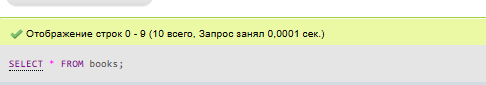 Отображение строк 0 - 9 (10 всего, Запрос занял 0,0001 сек.)
SELECT * FROM books;